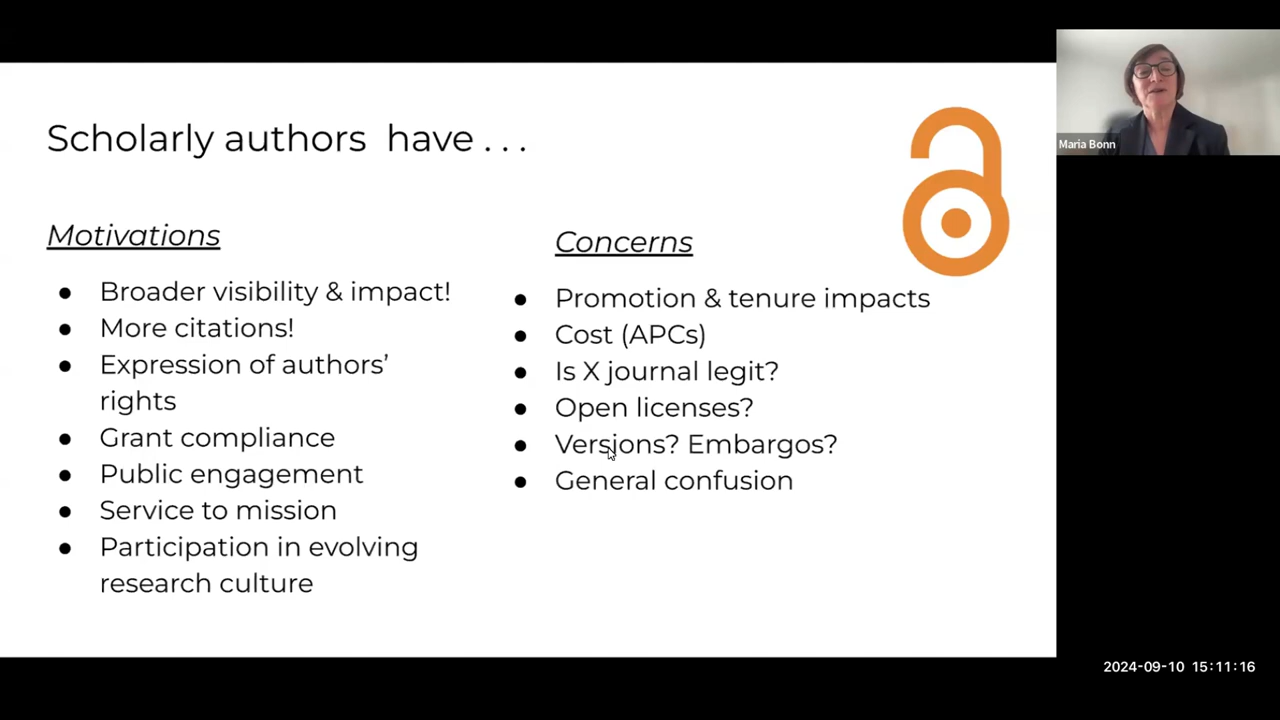 Scholarly authors have . . .
Motivations
● Broader visibility & impact!
● More citations!
● Expression of authors’
rights
● Grant compliance
● Public engagement
● Service to mission
● Participation in evolving
research culture
Concerns
● Promotion & tenure impacts
● Cost (APCs)
● Is X journal legit?
● Open licenses?
● Versions? Embargos?
● General confusion
Maria Bonn
2024-09-10 15:11:16